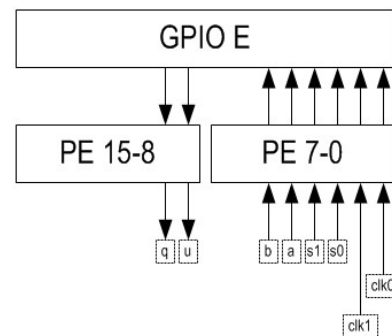 GPIO E
PE 15-8 PE 7-0
q u b a s1 s0
clk0
clk1